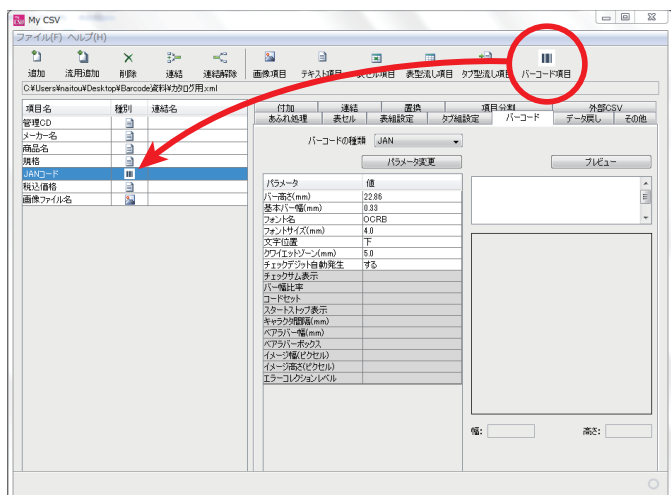 My CSV
ファイル(F) ヘルプ(H)
追加 流用追加 削除 連結 連結解除 画像項目 テキスト項目 表セル項目 表型流し項目 タブ型流し項目 バーコード項目
C:¥Users¥naitou¥Desktop¥Barcode資料¥カタログ用.xml
項目名 種別 連結名
管理CD
メーカー名
商品名
規格
JANコード
税込価格
画像ファイル名
付加 連結 置換 項目分割 外部CSV
あふれ処理 表セル 表組設定 タブ組設定 バーコード データ戻し その他
バーコードの種類 JAN
パラメータ変更 プレビュー
パラメータ 値
バー高さ(mm) 22.86
基本バー幅(mm) 0.33
フォント名 OCRB
フォントサイズ(mm) 4.0
文字位置 下
クワイエットゾーン(mm) 5.0
チェックデジット自動発生 する
チェックサム表示
バー幅比率
コードセット
スタートストップ表示
キャラクタ間隔(mm)
ベアラバー幅(mm)
ベアラバーボックス
イメージ幅(ピクセル)
イメージ高さ(ピクセル)
エラーコレクションレベル
幅: 高さ: